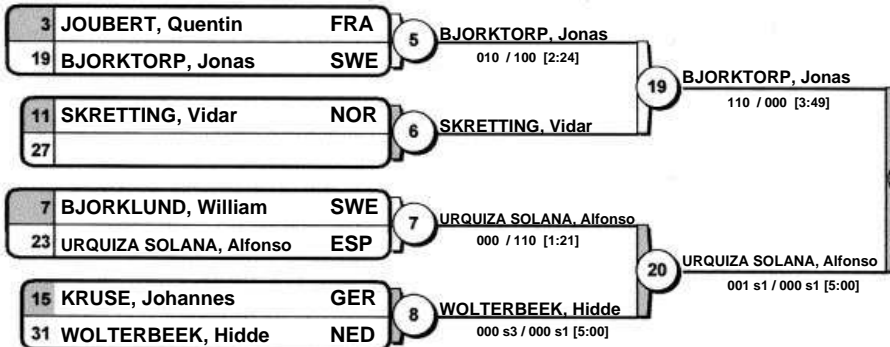 3 JOUBERT, Quentin FRA
19 BJORKTORP, Jonas SWE
5
BJORKTORP, Jonas
010 / 100 [2:24]
11 SKRETTING, Vidar NOR
27
6
SKRETTING, Vidar
19
BJORKTORP, Jonas
110 / 000 [3:49]
7 BJORKLUND, William SWE
23 URQUIZA SOLANA, Alfonso ESP
7
URQUIZA SOLANA, Alfonso
000 / 110 [1:21]
15 KRUSE, Johannes GER
31 WOLTERBEEK, Hidde NED
8
WOLTERBEEK, Hidde
000 s3 / 000 s1 [5:00]
20
URQUIZA SOLANA, Alfonso
001 s1 / 000 s1 [5:00]